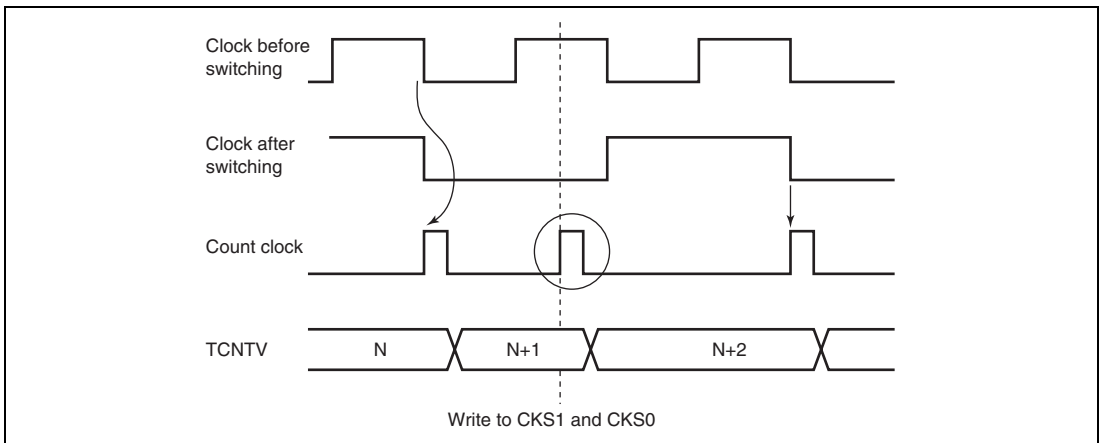 Clock before
switching
Clock after
switching
Count clock
TCNTV
N
N+1
N+2
Write to CKS1 and CKS0